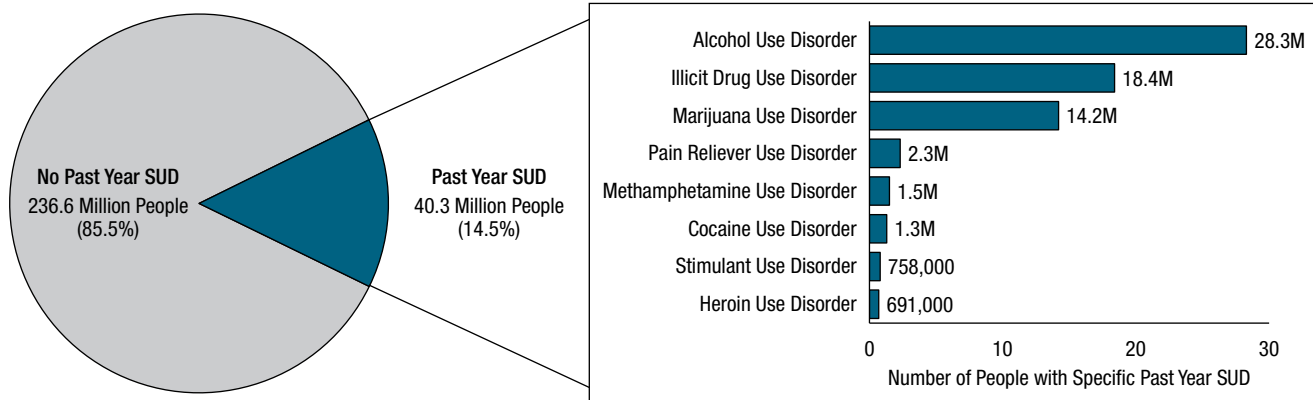 No Past Year SUD
236.6 Million People
(85.5%)
Past Year SUD
40.3 Million People
(14.5%)
Alcohol Use Disorder 28.3M
Illicit Drug Use Disorder 18.4M
Marijuana Use Disorder 14.2M
Pain Reliever Use Disorder 2.3M
Methamphetamine Use Disorder 1.5M
Cocaine Use Disorder 1.3M
Stimulant Use Disorder 758,000
Heroin Use Disorder 691,000
0 10 20 30
Number of People with Specific Past Year SUD